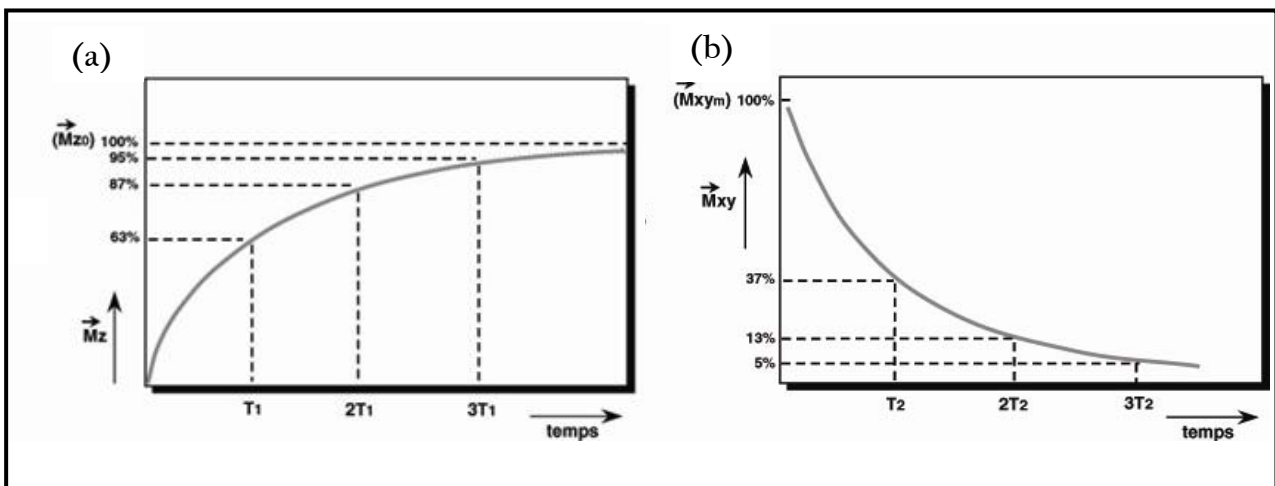 (a)
(Mz0) 100%
95%
87%
63%
Mz
T1 2T1 3T1
temps
(b)
(Mxym) 100%
Mxy
37%
13%
5%
T2 2T2 3T2
temps